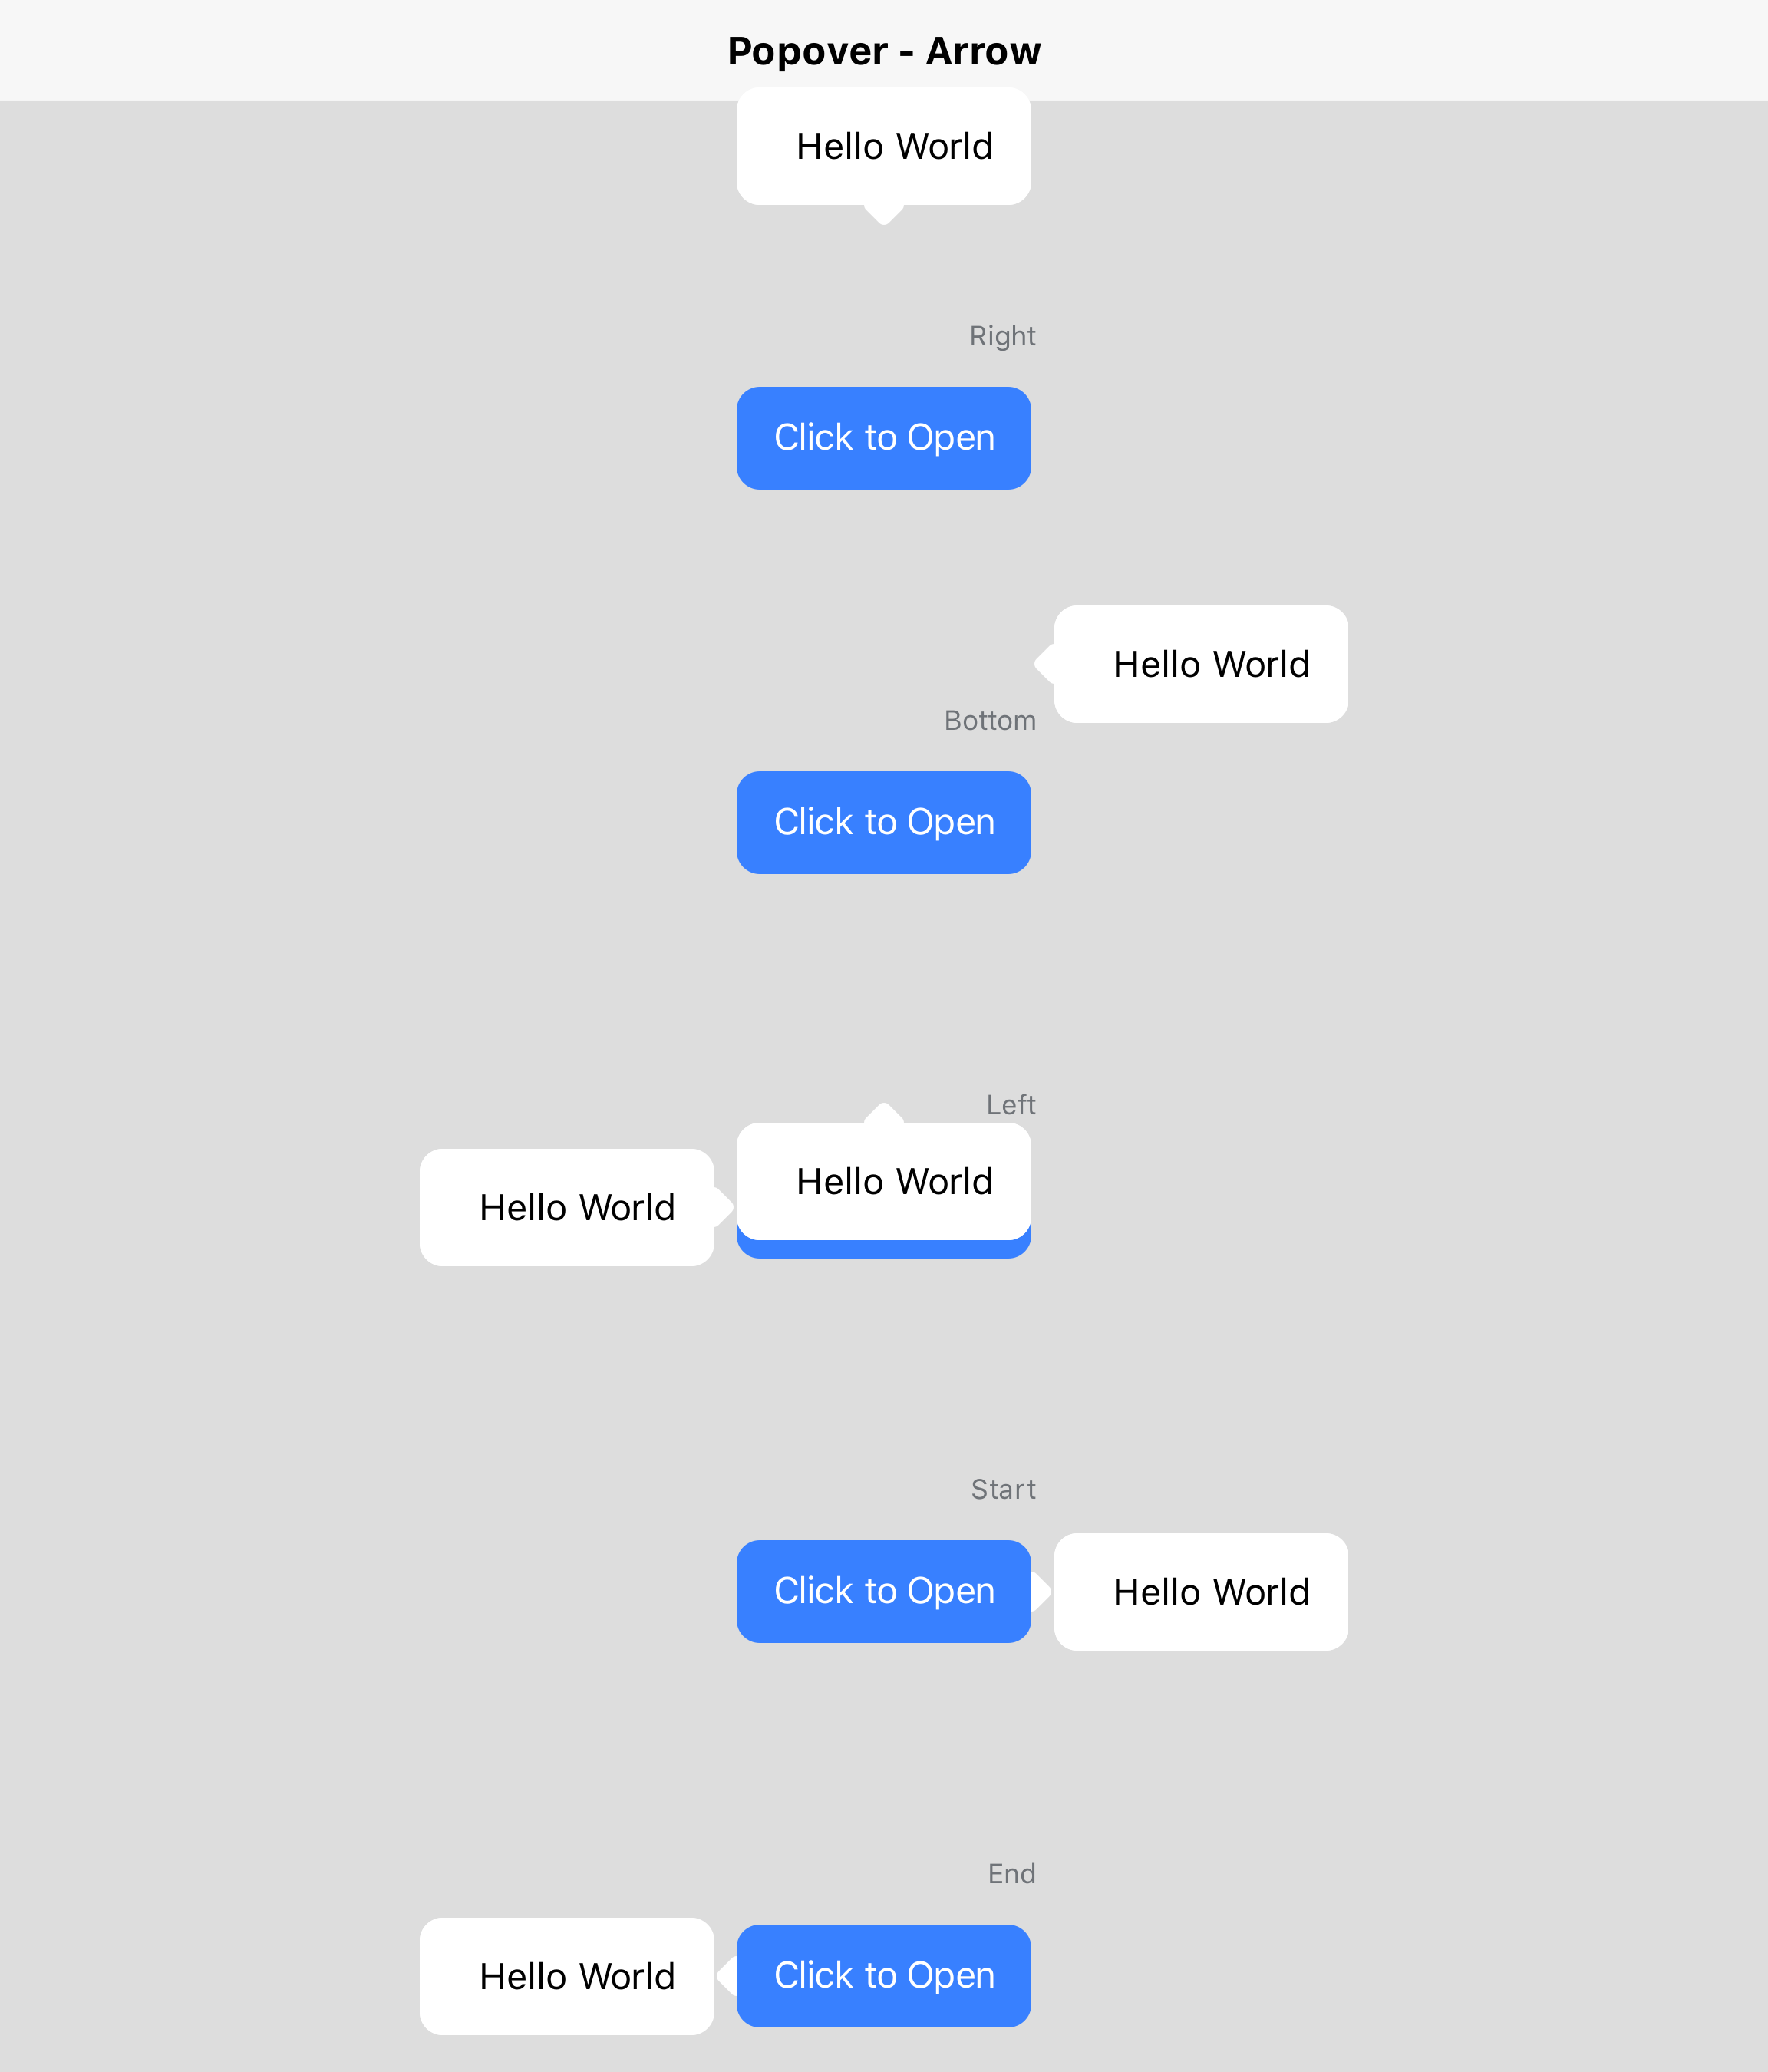 Popover - Arrow
Hello World
Right
Click to Open
Hello World
Bottom
Click to Open
Left
Hello World
Hello World
Start
Click to Open
Hello World
End
Hello World
Click to Open